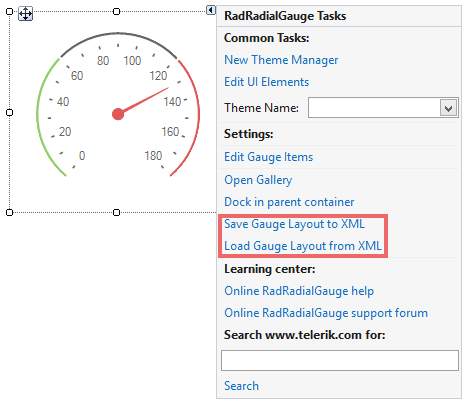 80
100
60
120
40
140
20
160
0
180
RadRadialGauge Tasks
Common Tasks:
New Theme Manager
Edit UI Elements
Theme Name:
Settings:
Edit Gauge Items
Open Gallery
Dock in parent container
Save Gauge Layout to XML
Load Gauge Layout from XML
Learning center:
Online RadRadialGauge help
Online RadRadialGauge support forum
Search www.telerik.com for:
Search